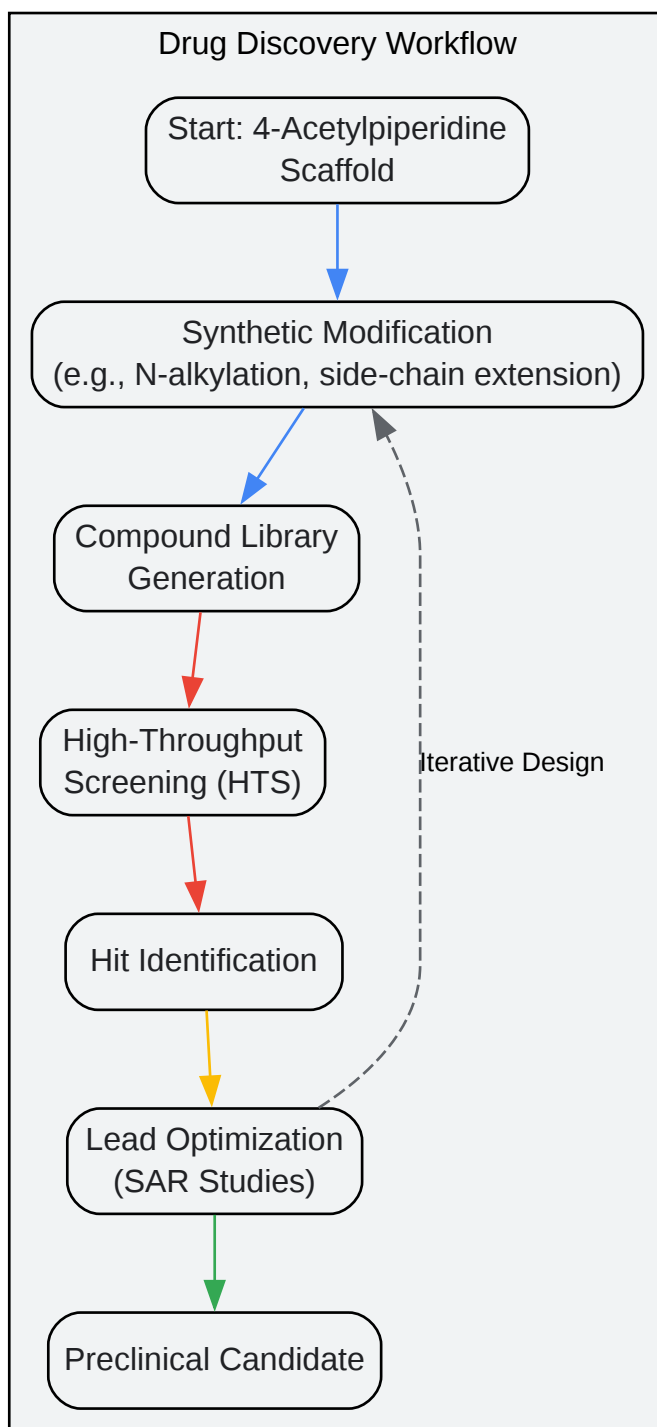 Drug Discovery Workflow
Start: 4-Acetylpiperidine
Scaffold
Synthetic Modification
(e.g., N-alkylation, side-chain extension)
Compound Library
Generation
High-Throughput
Screening (HTS)
Iterative Design
Hit Identification
Lead Optimization
(SAR Studies)
Preclinical Candidate